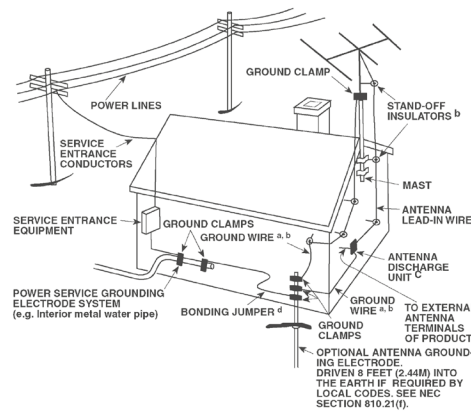 GROUND CLAMP
POWER LINES
STAND-OFF
INSULATORS b
SERVICE
ENTRANCE
CONDUCTORS
MAST
ANTENNA
LEAD-IN WIRE
SERVICE ENTRANCE
EQUIPMENT
GROUND CLAMPS
GROUND WIRE a, b
ANTENNA
DISCHARGE
UNIT C
POWER SERVICE GROUNDING
ELECTRODE SYSTEM
(e.g. Interior metal water pipe)
BONDING JUMPER d
GROUND
WIRE a, b
TO EXTERNA
ANTENNA
TERMINALS
OF PRODUCT
GROUND
CLAMPS
OPTIONAL ANTENNA GROUND-
ING ELECTRODE.
DRIVEN 8 FEET (2.44M) INTO
THE EARTH IF REQUIRED BY
LOCAL CODES. SEE NEC
SECTION 810.21(f).